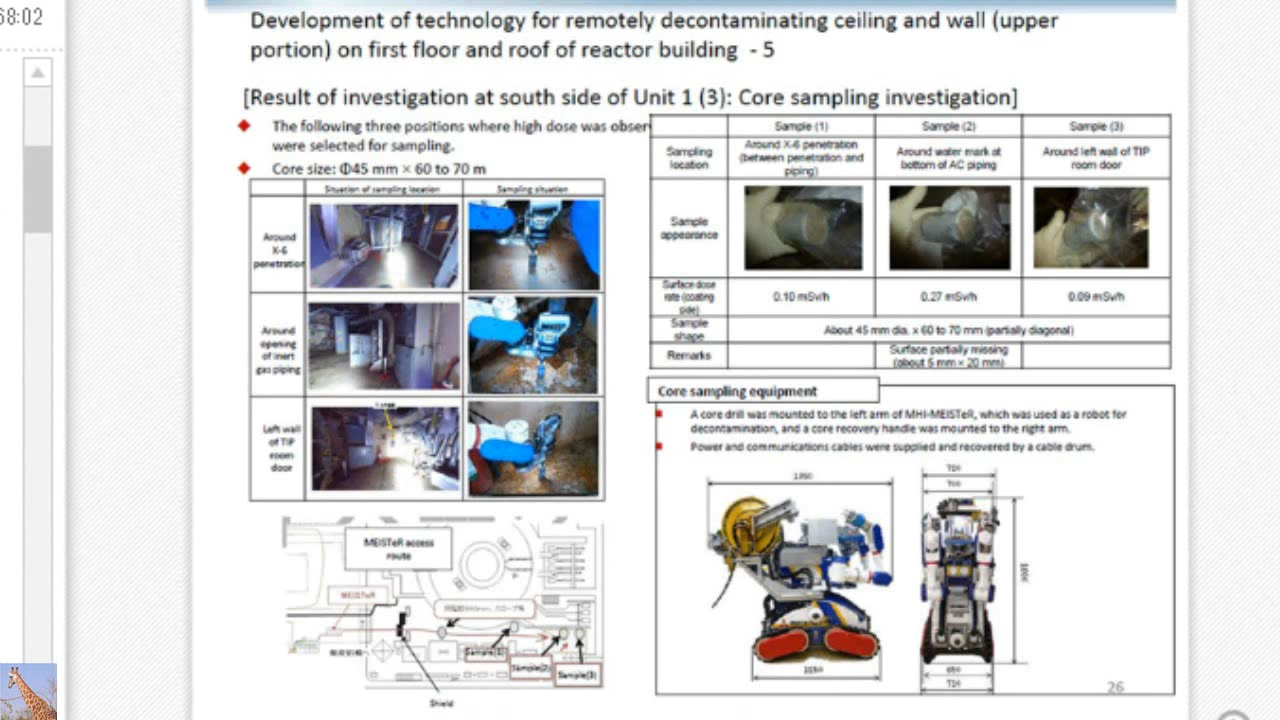 58:02
Development of technology for remotely decontaminating ceiling and wall (upper
portion) on first floor and roof of reactor building - 5
[Result of investigation at south side of Unit 1 (3): Core sampling investigation]
The following three positions where high dose was obser
were selected for sampling.
Core size: Φ45 mm × 60 to 70 m
Situation of sampling location
Sampling situation
Around
X-6
penetration
Around
opening
of inert
gas piping
Left wall
of TIP
room
door
Sample (1)
Sample (2)
Sample (3)
Sampling
location
Around X-6 penetration
(between penetration and
piping)
Around water mark at
bottom of AC piping
Around left wall of TIP
room door
Sample
appearance
Surface dose
rate (coating
side)
0.10 mSv/h
0.27 mSv/h
0.09 mSv/h
Sample
shape
About 45 mm dia. x 60 to 70 mm (partially diagonal)
Remarks
Surface partially missing
(about 5 mm × 20 mm)
Core sampling equipment
A core drill was mounted to the left arm of MHI-MEISTeR, which was used as a robot for
decontamination, and a core recovery handle was mounted to the right arm.
Power and communications cables were supplied and recovered by a cable drum.
MEISTeR access
route
MEISTeR
Sample(1)
Sample(2)
Sample(3)
Shield
700
26